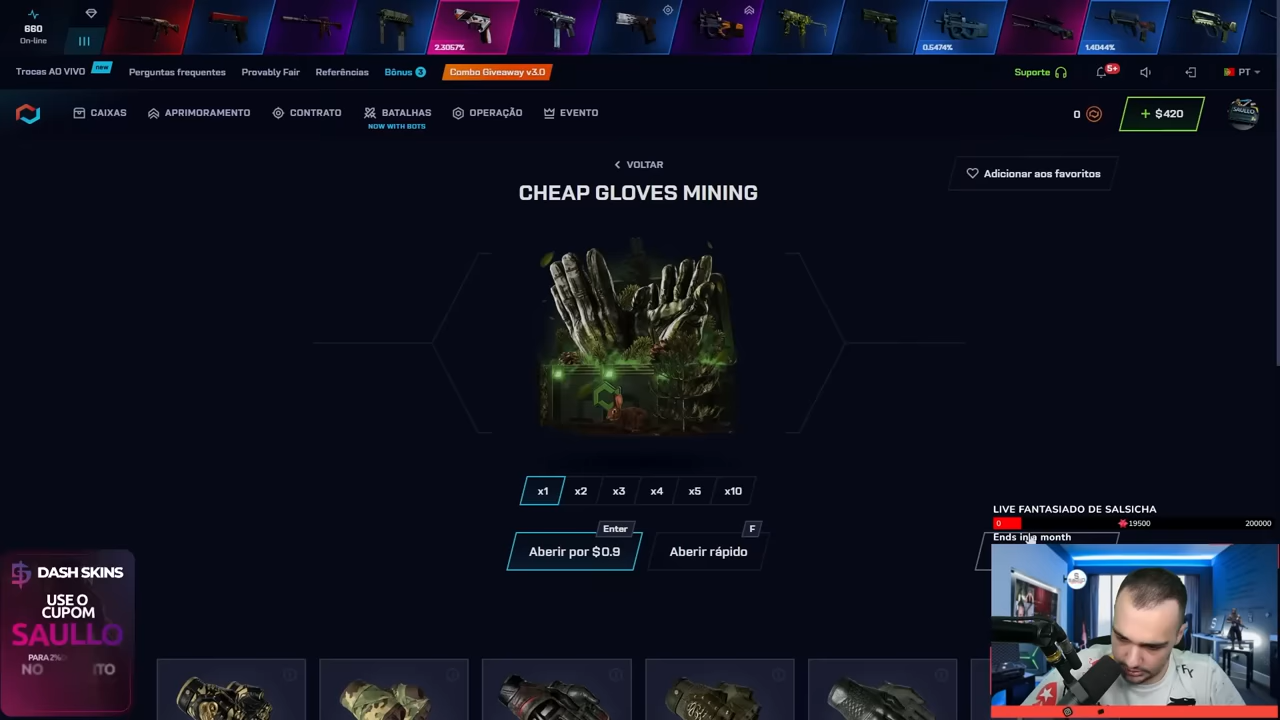 660
On-line
2.3057%
0.5474%
1.4044%
Trocas AO VIVO
new
Perguntas frequentes
Provably Fair
Referências
Bônus 3
Combo Giveaway v3.0
Suporte
5+
PT
CAIXAS
APRIMORAMENTO
CONTRATO
BATALHAS
NOW WITH BOTS
OPERAÇÃO
EVENTO
0
+ $420
VOLTAR
CHEAP GLOVES MINING
Adicionar aos favoritos
x1
x2
x3
x4
x5
x10
Enter
Aberir por $0.9
F
Aberir rápido
LIVE FANTASIADO DE SALSICHA
0
19500
200000
Ends in a month
DASH SKINS
USE O
CUPOM
SAULLO